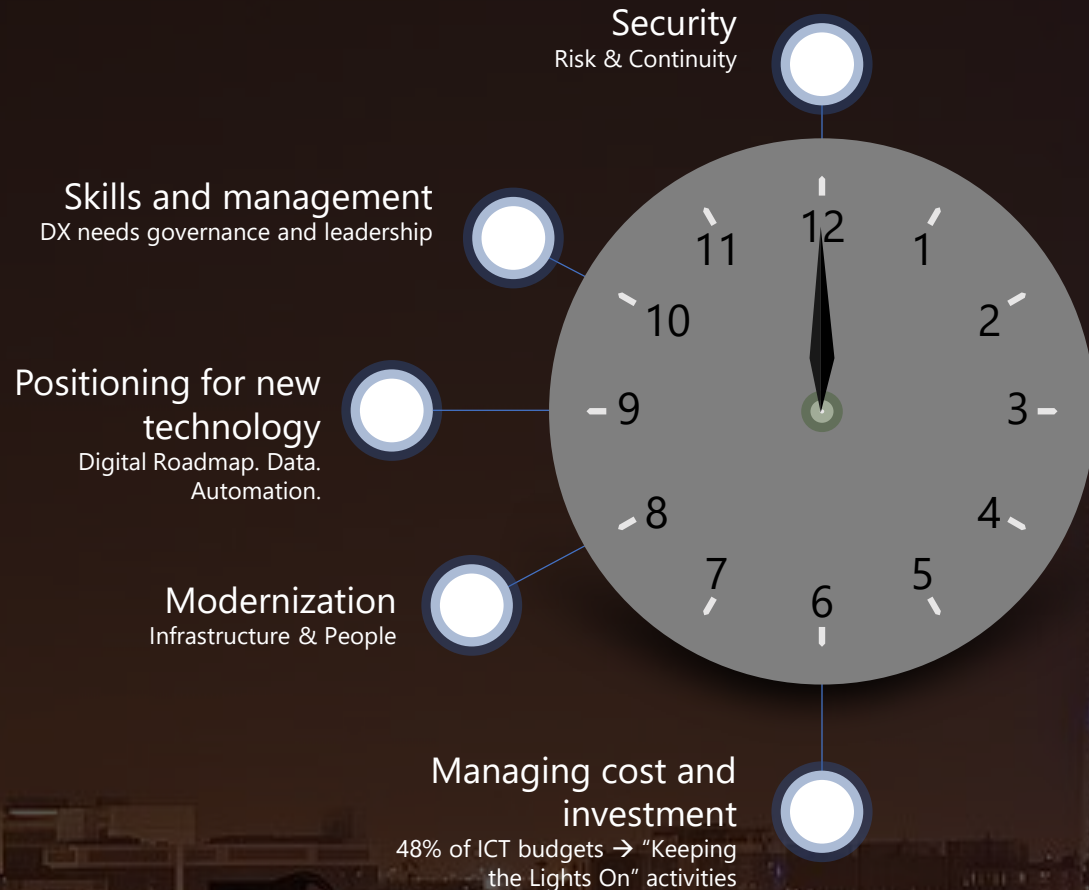 Security
Risk & Continuity
Skills and management
DX needs governance and leadership
Positioning for new
technology
Digital Roadmap. Data.
Automation.
Modernization
Infrastructure & People
Managing cost and
investment
48% of ICT budgets → “Keeping
the Lights On” activities
12
1
2
3
4
5
6
7
8
9
10
11